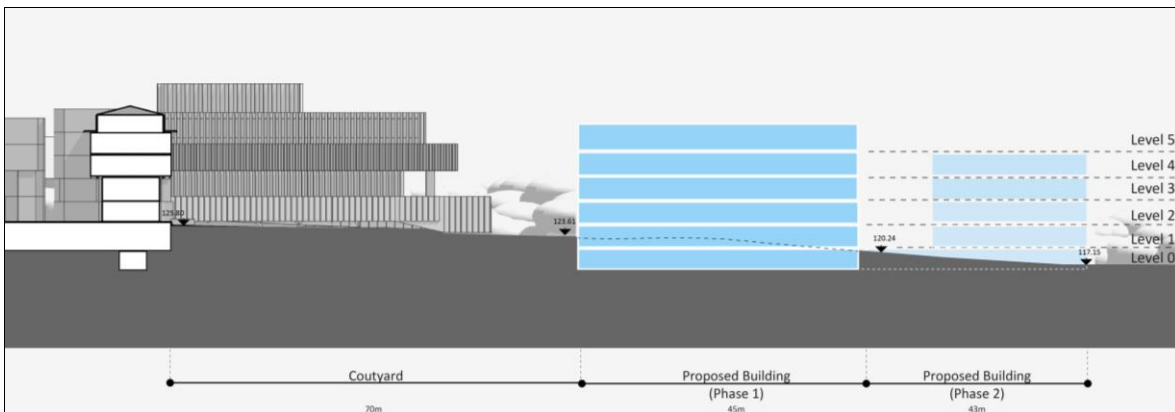 Level 5
Level 4
Level 3
125.80
123.61
Level 2
120.24
Level 1
117.15
Level 0
Coutyard
Proposed Building
(Phase 1)
Proposed Building
(Phase 2)
70m
45m
43m